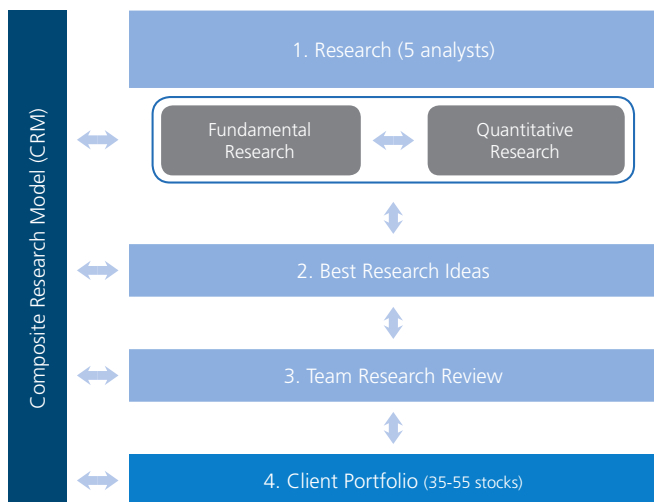 Composite Research Model (CRM)
1. Research (5 analysts)
Fundamental
Research
Quantitative
Research
2. Best Research Ideas
3. Team Research Review
4. Client Portfolio (35-55 stocks)